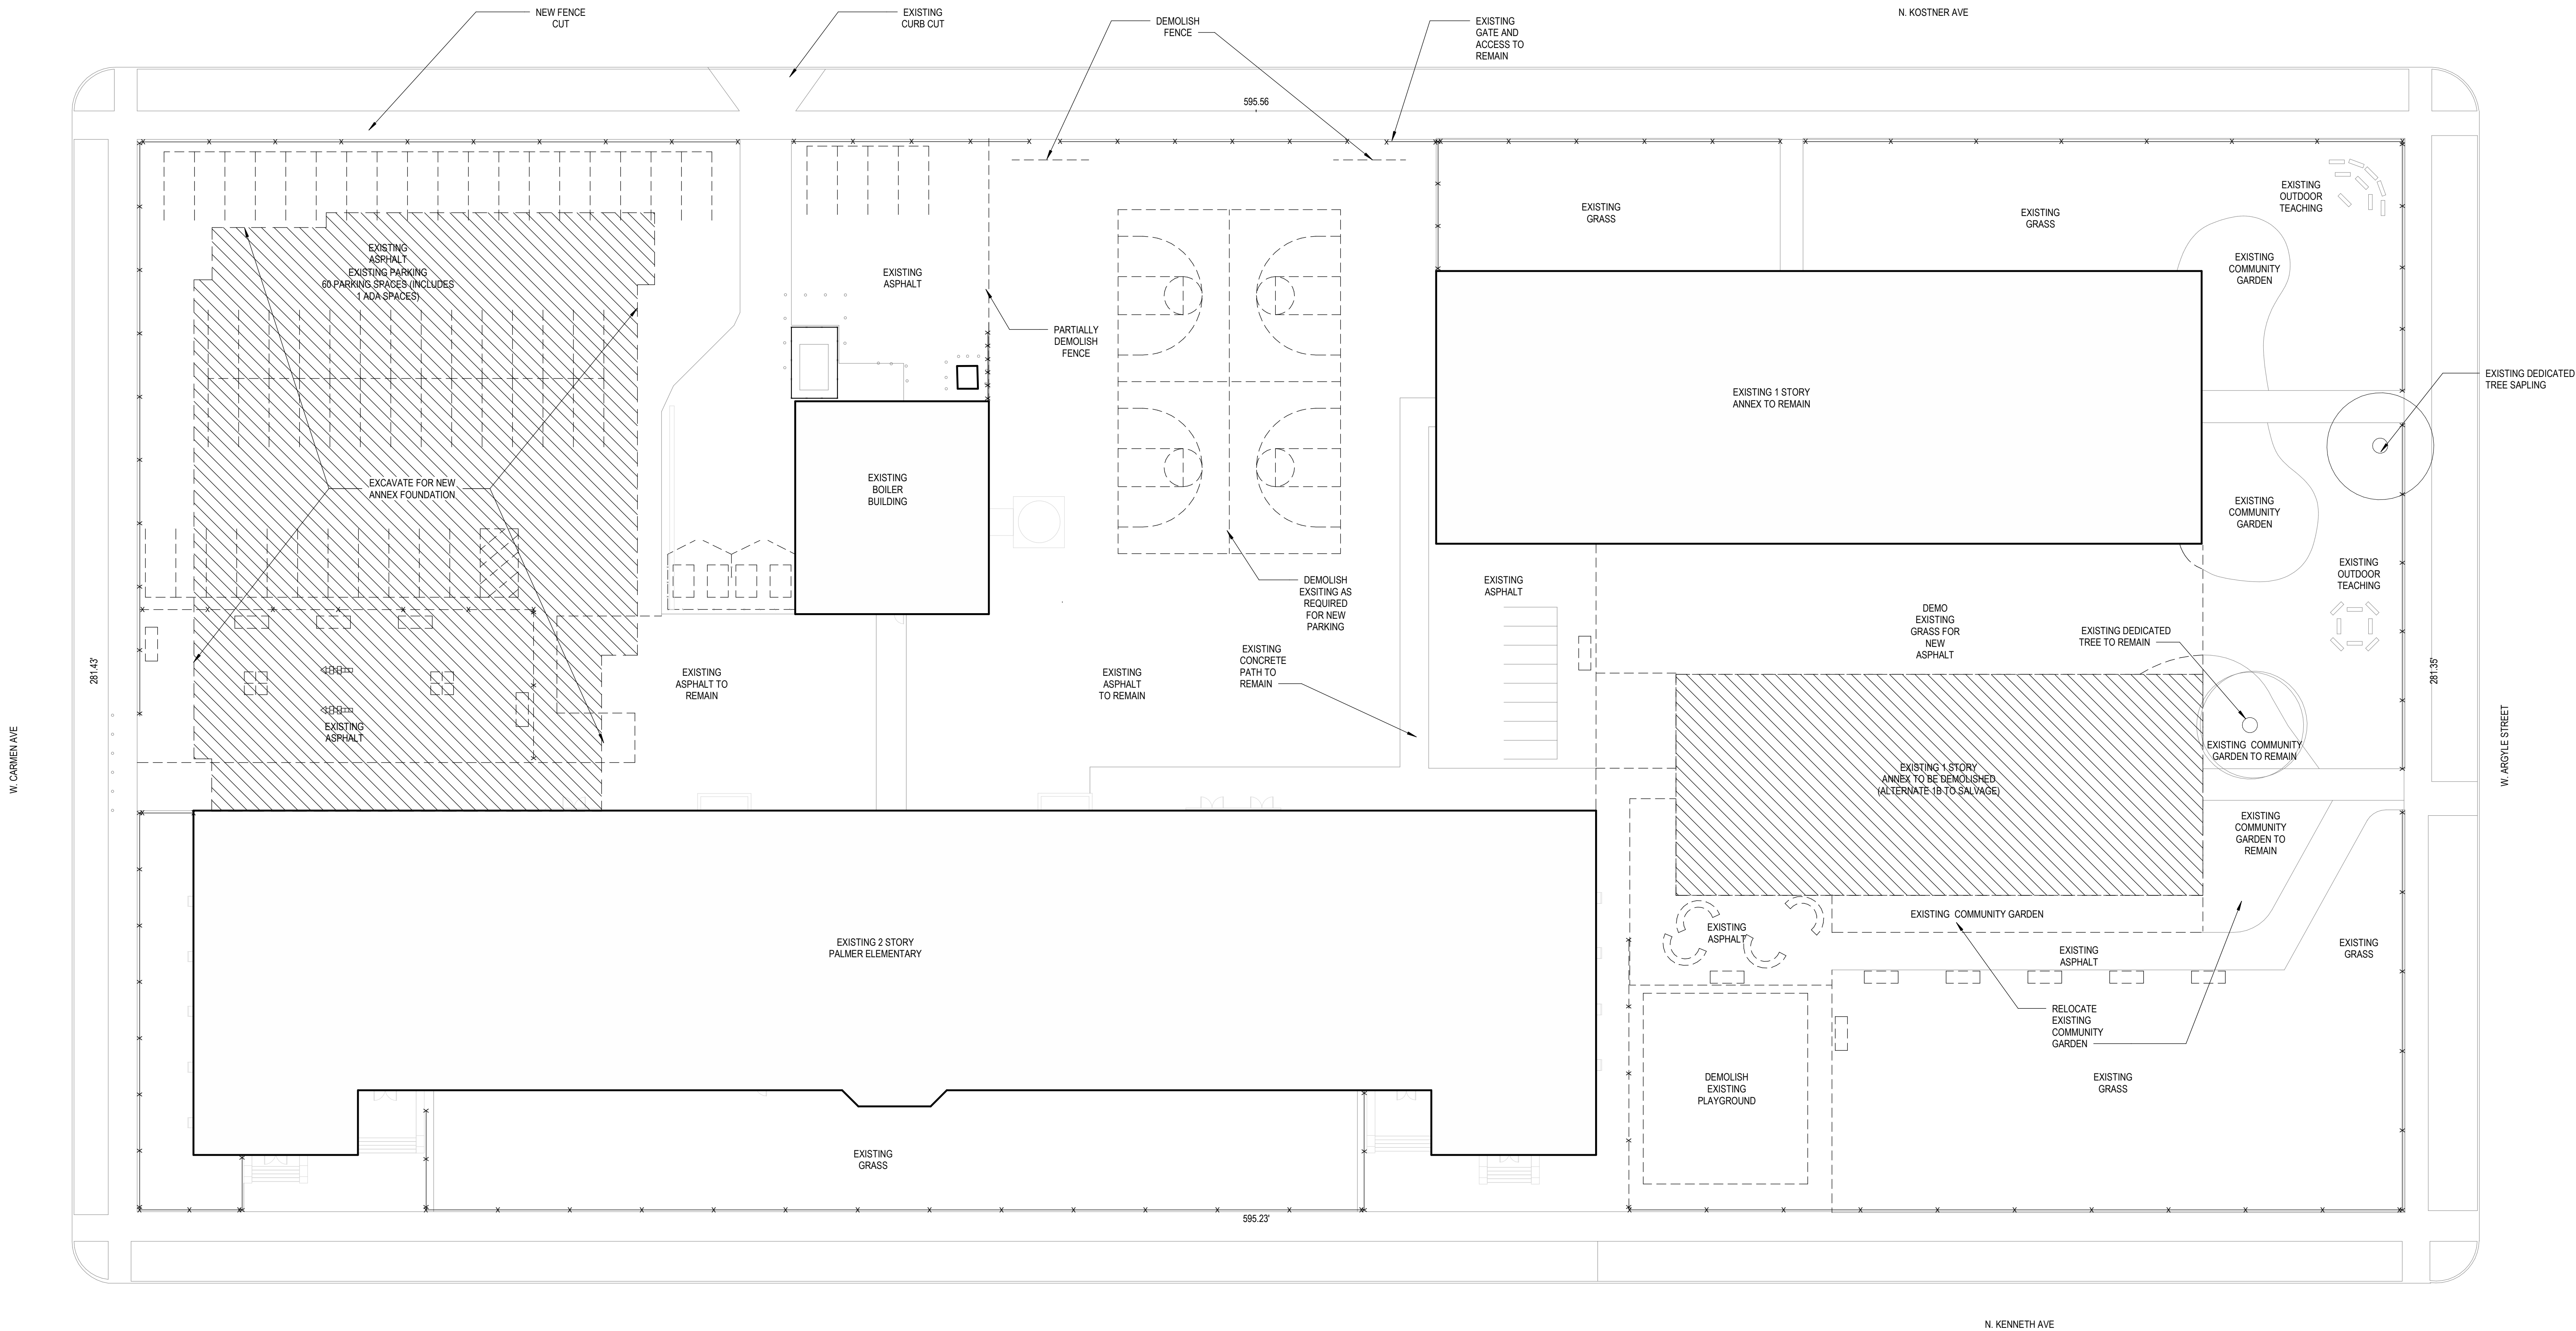 NEW FENCE
CUT
EXISTING
CURB CUT
DEMOLISH
FENCE
EXISTING
GATE AND
ACCESS TO
REMAIN
N. KOSTNER AVE
595.56
EXISTING
GRASS
EXISTING
GRASS
EXISTING
OUTDOOR
TEACHING
EXISTING
ASPHALT
EXISTING PARKING
60 PARKING SPACES (INCLUDES
1 ADA SPACES)
EXISTING
ASPHALT
EXISTING
COMMUNITY
GARDEN
PARTIALLY
DEMOLISH
FENCE
EXISTING 1 STORY
ANNEX TO REMAIN
EXISTING DEDICATED
TREE SAPLING
EXCAVATE FOR NEW
ANNEX FOUNDATION
EXISTING
BOILER
BUILDING
EXISTING
COMMUNITY
GARDEN
DEMOLISH
EXSITING AS
REQUIRED
FOR NEW
PARKING
EXISTING
ASPHALT
EXISTING
OUTDOOR
TEACHING
DEMO
EXISTING
GRASS FOR
NEW
ASPHALT
EXISTING DEDICATED
TREE TO REMAIN
281.43'
EXISTING
ASPHALT TO
REMAIN
EXISTING
ASPHALT
TO REMAIN
EXISTING
CONCRETE
PATH TO
REMAIN
281.35'
W. CARMEN AVE
EXISTING
ASPHALT
W. ARGYLE STREET
EXISTING COMMUNITY
GARDEN TO REMAIN
EXISTING 1 STORY
ANNEX TO BE DEMOLISHED
(ALTERNATE 1B TO SALVAGE)
EXISTING
COMMUNITY
GARDEN TO
REMAIN
EXISTING COMMUNITY GARDEN
EXISTING
ASPHALT
EXISTING 2 STORY
PALMER ELEMENTARY
EXISTING
ASPHALT
EXISTING
GRASS
RELOCATE
EXISTING
COMMUNITY
GARDEN
DEMOLISH
EXISTING
PLAYGROUND
EXISTING
GRASS
EXISTING
GRASS
595.23'
N. KENNETH AVE